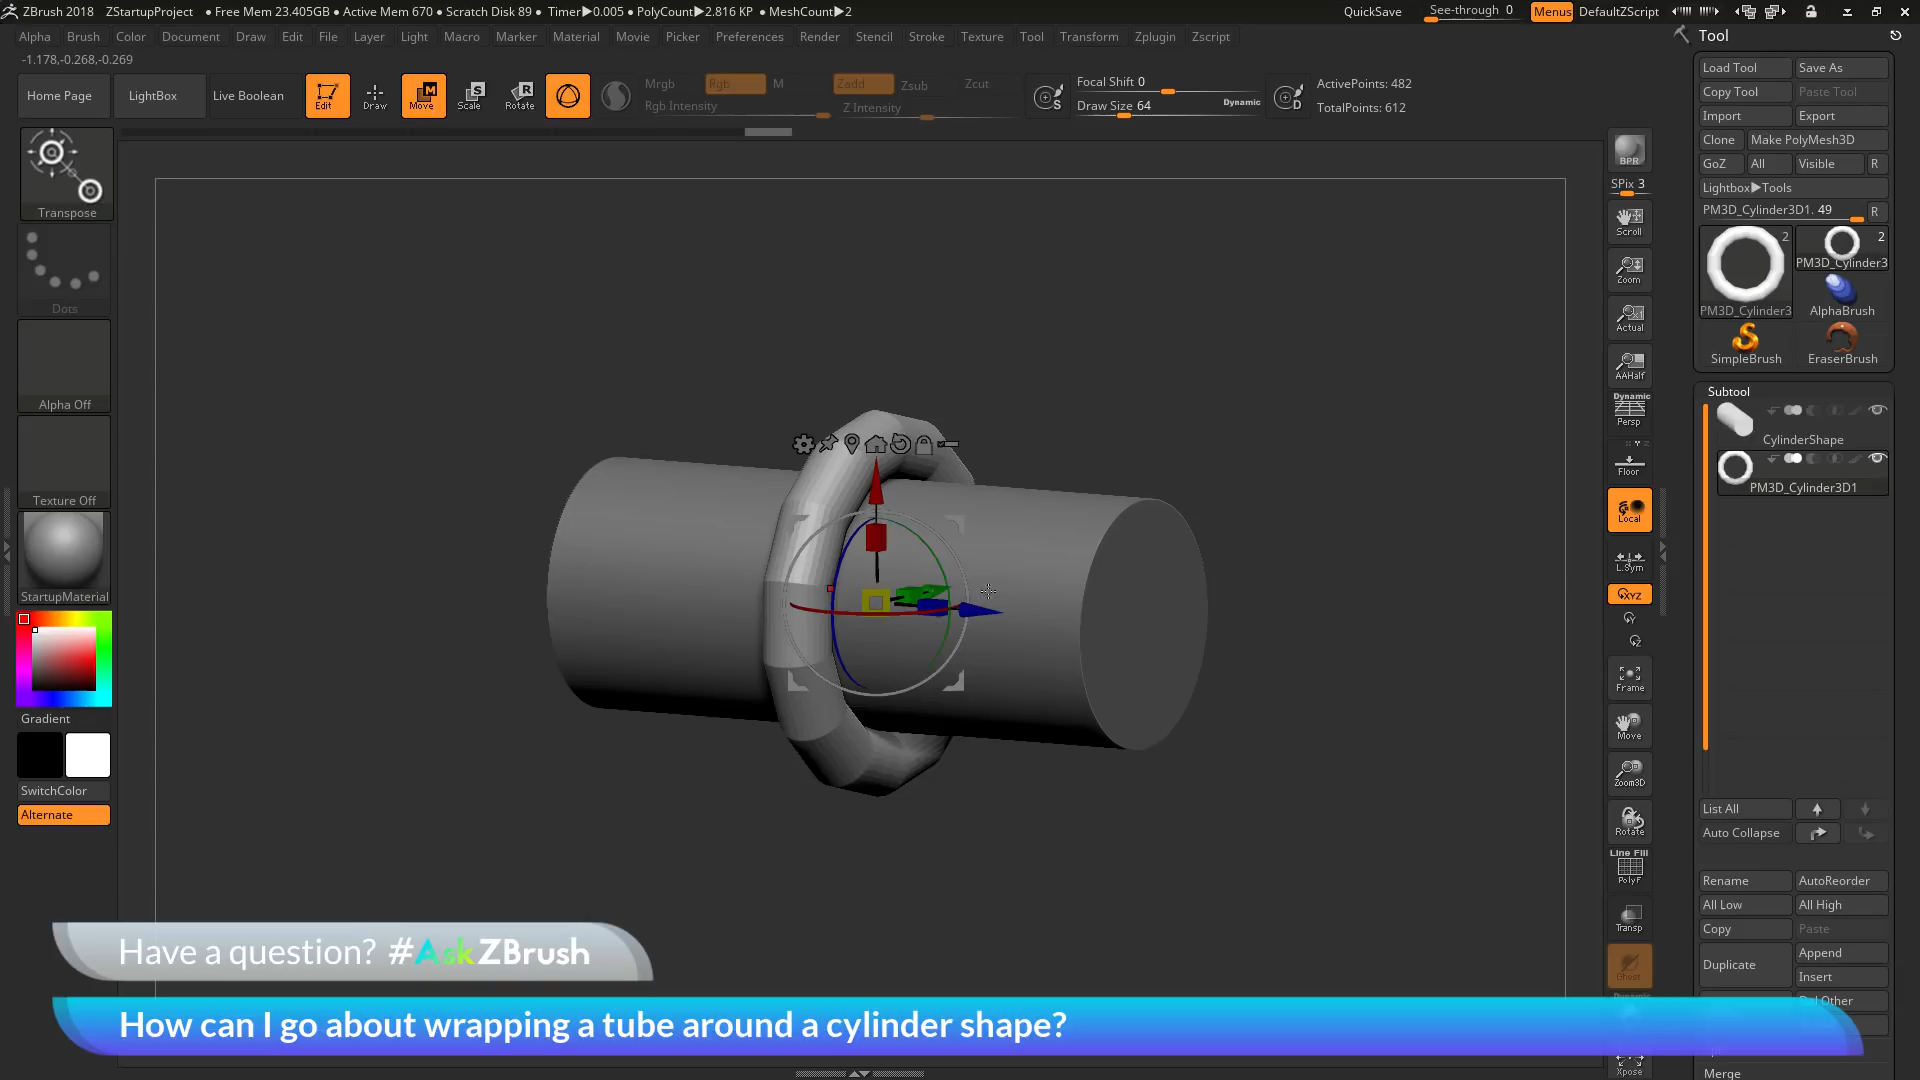 ZBrush 2018 ZStartupProject • Free Mem 23.405GB • Active Mem 670 • Scratch Disk 89 • Timer▶0.005 • PolyCount▶2.816 KP • MeshCount▶2 QuickSave See-through 0 Menus DefaultZScript
Alpha Brush Color Document Draw Edit File Layer Light Macro Marker Material Movie Picker Preferences Render Stencil Stroke Texture Tool Transform Zplugin Zscript
-1.178,-0.268,-0.269
Home Page LightBox Live Boolean Edit Draw Move Scale Rotate
Mrgb Rgb M Zadd Zsub Zcut
Rgb Intensity Z Intensity
Focal Shift 0
Draw Size 64 Dynamic
ActivePoints: 482
TotalPoints: 612
Transpose
Dots
Alpha Off
Texture Off
StartupMaterial
Gradient
SwitchColor
Alternate
BPR
SPix 3
Scroll
Zoom
Actual
AAHalf
Dynamic
Persp
Floor
Local
L.Sym
XYZ
Y
Z
Frame
Move
Zoom3D
Rotate
Line Fill
PolyF
Transp
Ghost
Xpose
Tool
Load Tool Save As
Copy Tool Paste Tool
Import Export
Clone Make PolyMesh3D
GoZ All Visible R
Lightbox▶Tools
PM3D_Cylinder3D1. 49 R
2 2
PM3D_Cylinder3
PM3D_Cylinder3 AlphaBrush
SimpleBrush EraserBrush
Subtool
CylinderShape
PM3D_Cylinder3D1
List All
Auto Collapse
Rename AutoReorder
All Low All High
Copy Paste
Duplicate Append
Insert
Del Other
Merge
Have a question? #AskZBrush
How can I go about wrapping a tube around a cylinder shape?